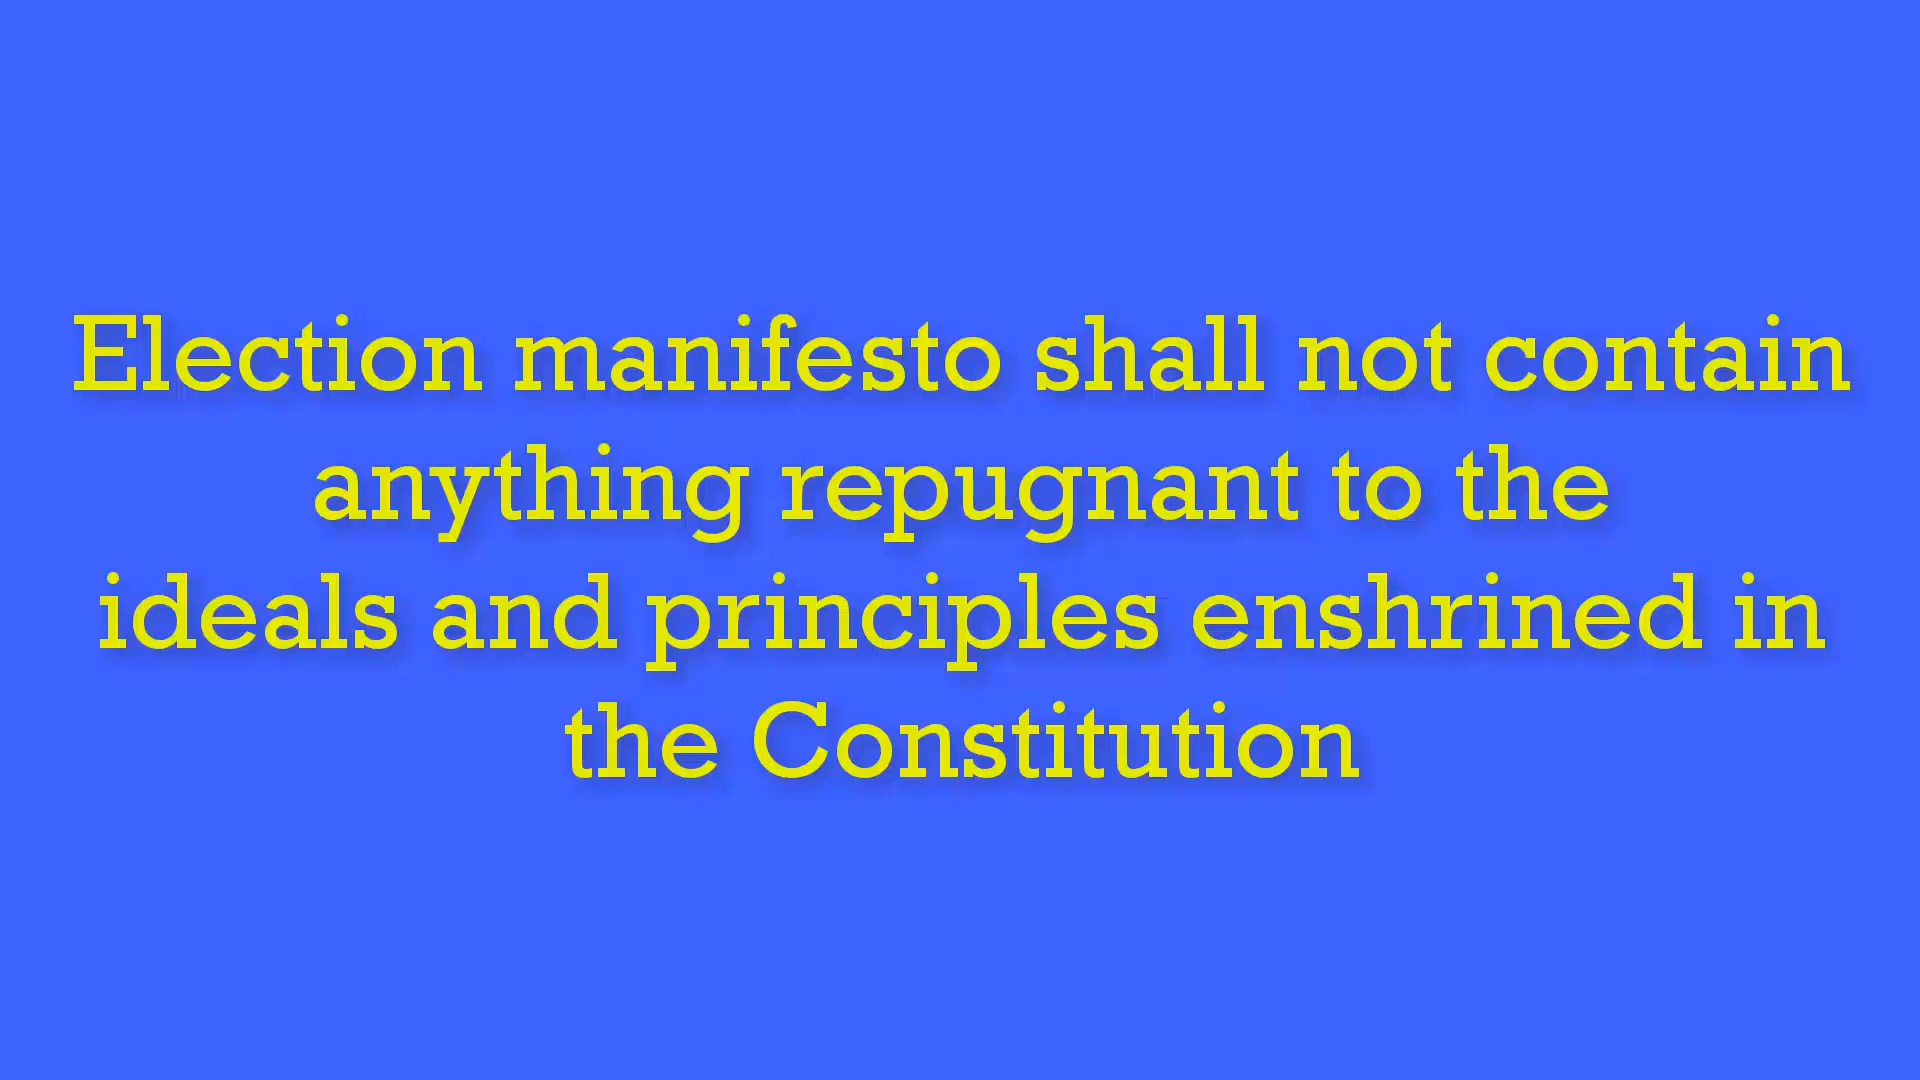 Election manifesto shall not contain
anything repugnant to the
ideals and principles enshrined in
the Constitution